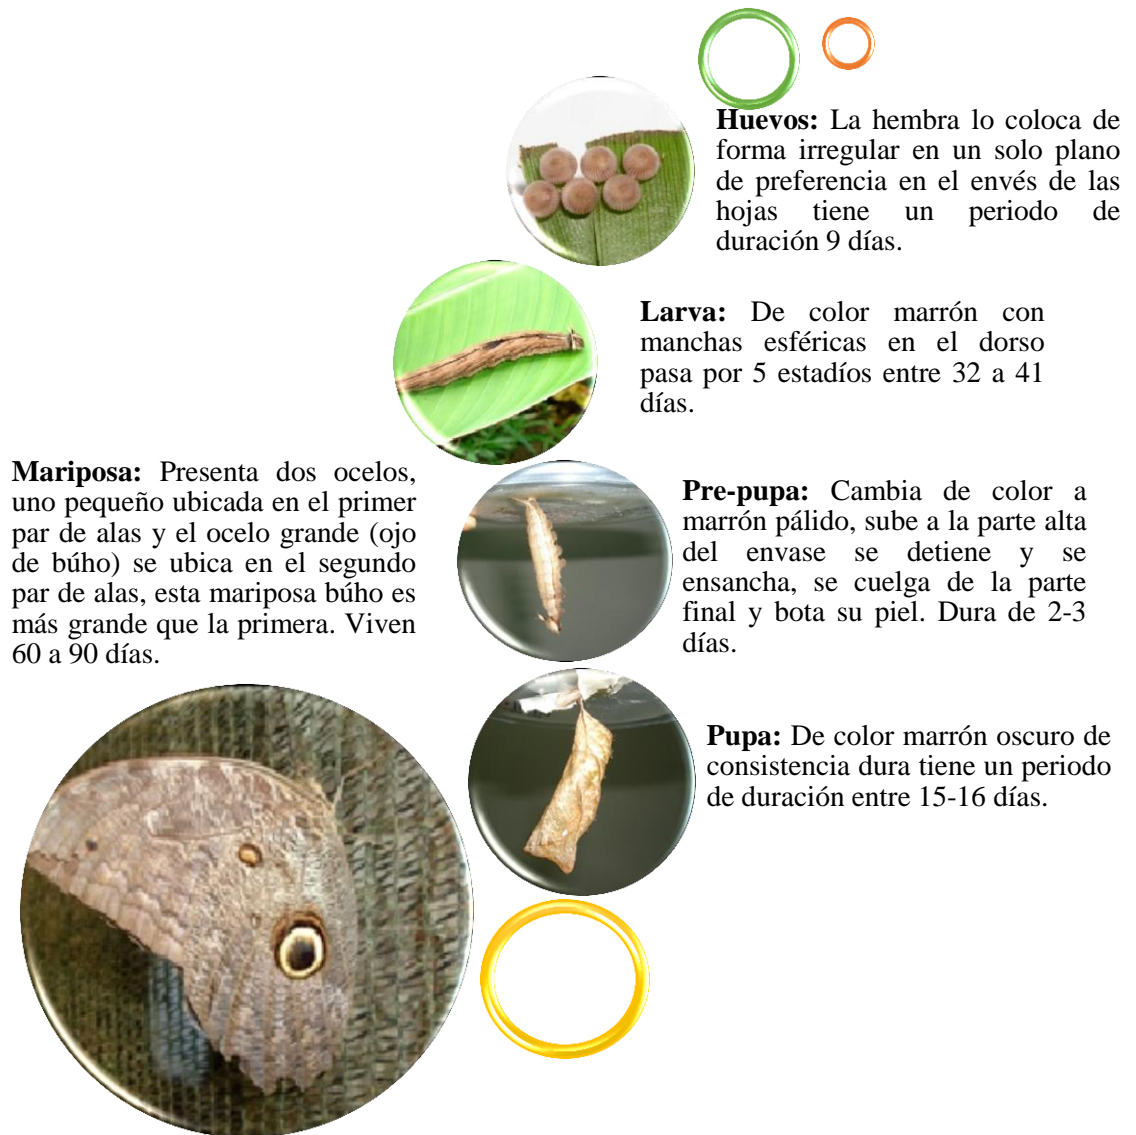 Huevos: La hembra lo coloca de
forma irregular en un solo plano
de preferencia en el envés de las
hojas tiene un periodo de
duración 9 días.
Larva: De color marrón con
manchas esféricas en el dorso
pasa por 5 estadíos entre 32 a 41
días.
Pre-pupa: Cambia de color a
marrón pálido, sube a la parte alta
del envase se detiene y se
ensancha, se cuelga de la parte
final y bota su piel. Dura de 2-3
días.
Pupa: De color marrón oscuro de
consistencia dura tiene un periodo
de duración entre 15-16 días.
Mariposa: Presenta dos ocelos,
uno pequeño ubicada en el primer
par de alas y el ocelo grande (ojo
de búho) se ubica en el segundo
par de alas, esta mariposa búho es
más grande que la primera. Viven
60 a 90 días.